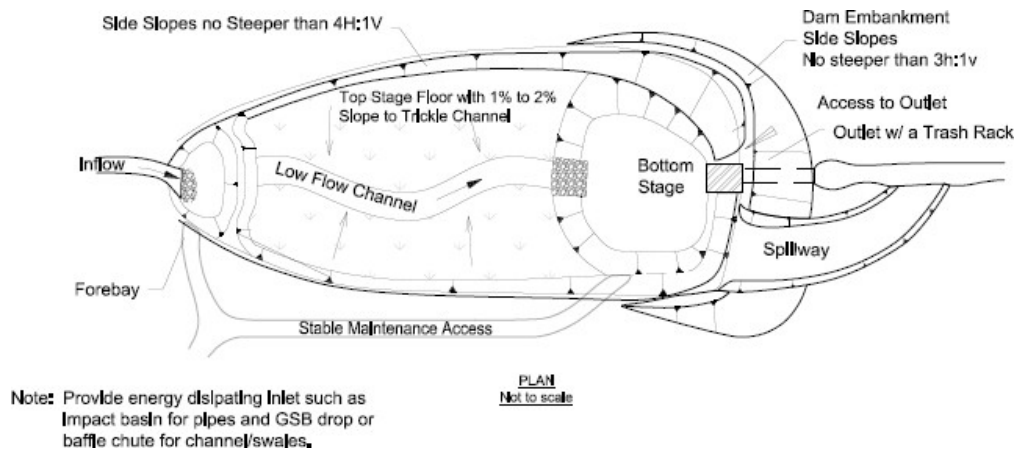 Side Slopes no Steeper than 4H:1V
Dam Embankment
Side Slopes
No steeper than 3h:1v
Top Stage Floor with 1% to 2%
Slope to Trickle Channel
Access to Outlet
Outlet w/ a Trash Rack
Inflow
Low Flow Channel
Bottom
Stage
Spillway
Forebay
Stable Maintenance Access
PLAN
Not to scale
Note: Provide energy disipating inlet such as
impact basin for pipes and GSB drop or
baffle chute for channel/swales.